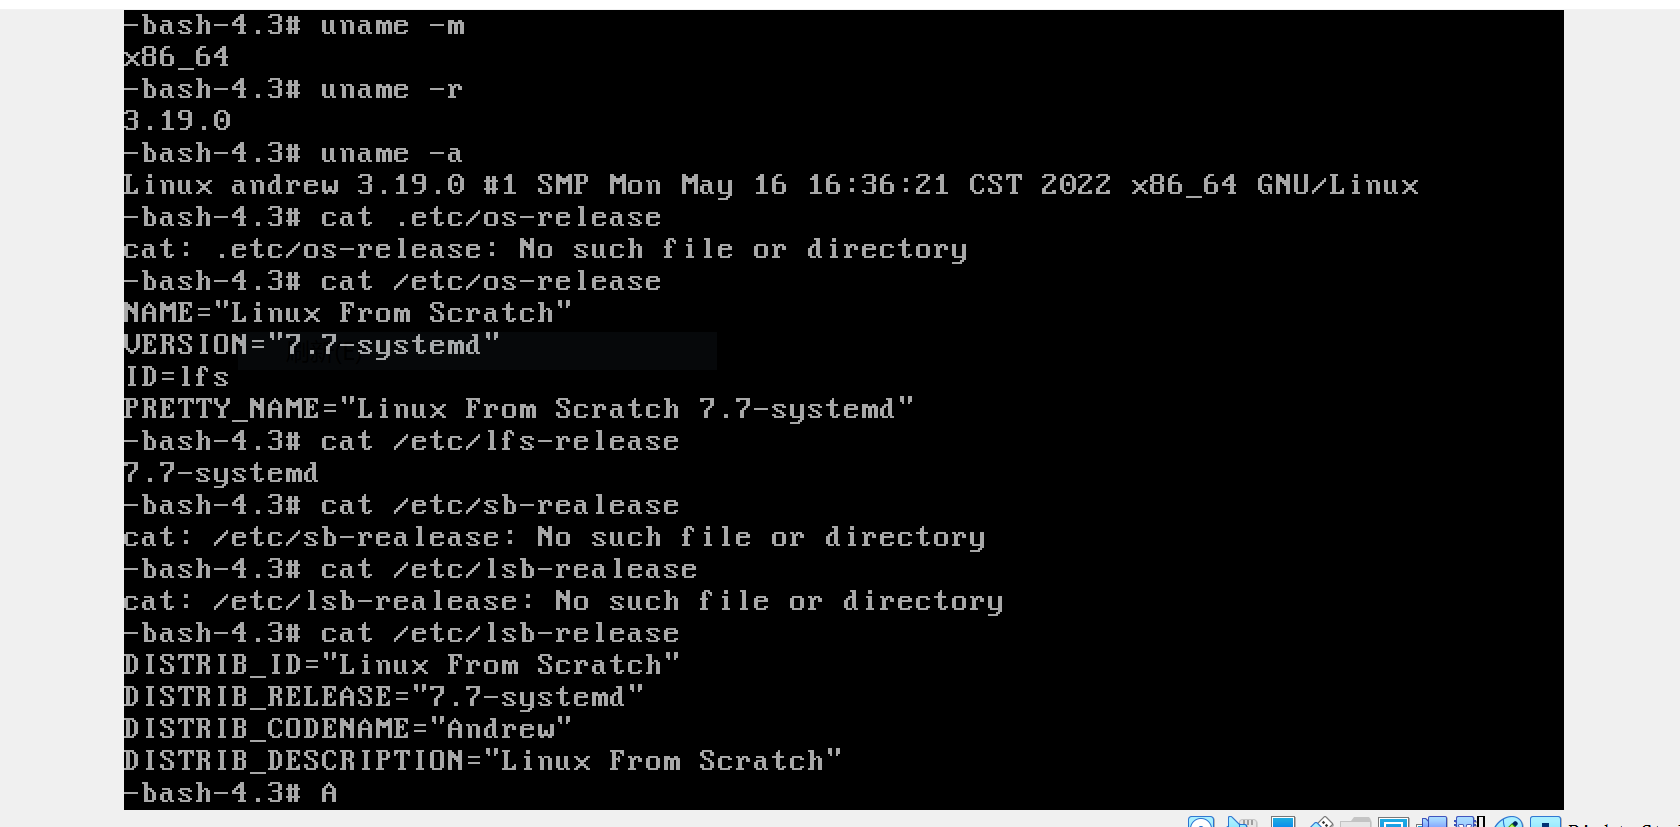 -bash-4.3# uname -m
x86_64
-bash-4.3# uname -r
3.19.0
-bash-4.3# uname -a
Linux andrew 3.19.0 #1 SMP Mon May 16 16:36:21 CST 2022 x86_64 GNU/Linux
-bash-4.3# cat .etc/os-release
cat: .etc/os-release: No such file or directory
-bash-4.3# cat /etc/os-release
NAME="Linux From Scratch"
VERSION="7.7-systemd"
ID=lfs
PRETTY_NAME="Linux From Scratch 7.7-systemd"
-bash-4.3# cat /etc/lfs-release
7.7-systemd
-bash-4.3# cat /etc/sb-realease
cat: /etc/sb-realease: No such file or directory
-bash-4.3# cat /etc/lsb-realease
cat: /etc/lsb-realease: No such file or directory
-bash-4.3# cat /etc/lsb-release
DISTRIB_ID="Linux From Scratch"
DISTRIB_RELEASE="7.7-systemd"
DISTRIB_CODENAME="Andrew"
DISTRIB_DESCRIPTION="Linux From Scratch"
-bash-4.3# A